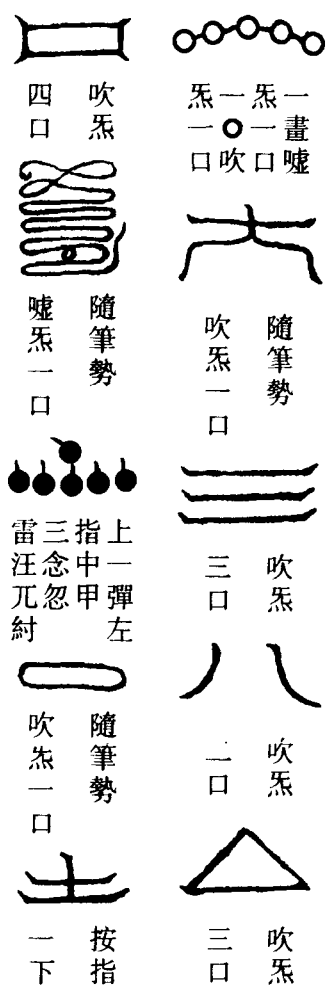 一畫噓
炁一口
一○吹
炁一口
隨筆勢
吹炁一口
吹炁
三口
吹炁
二口
吹炁
三口
吹炁
四口
隨筆勢
噓炁一口
上一彈左
指中甲
三念忽
雷汪兀紂
隨筆勢
吹炁一口
按指
一下